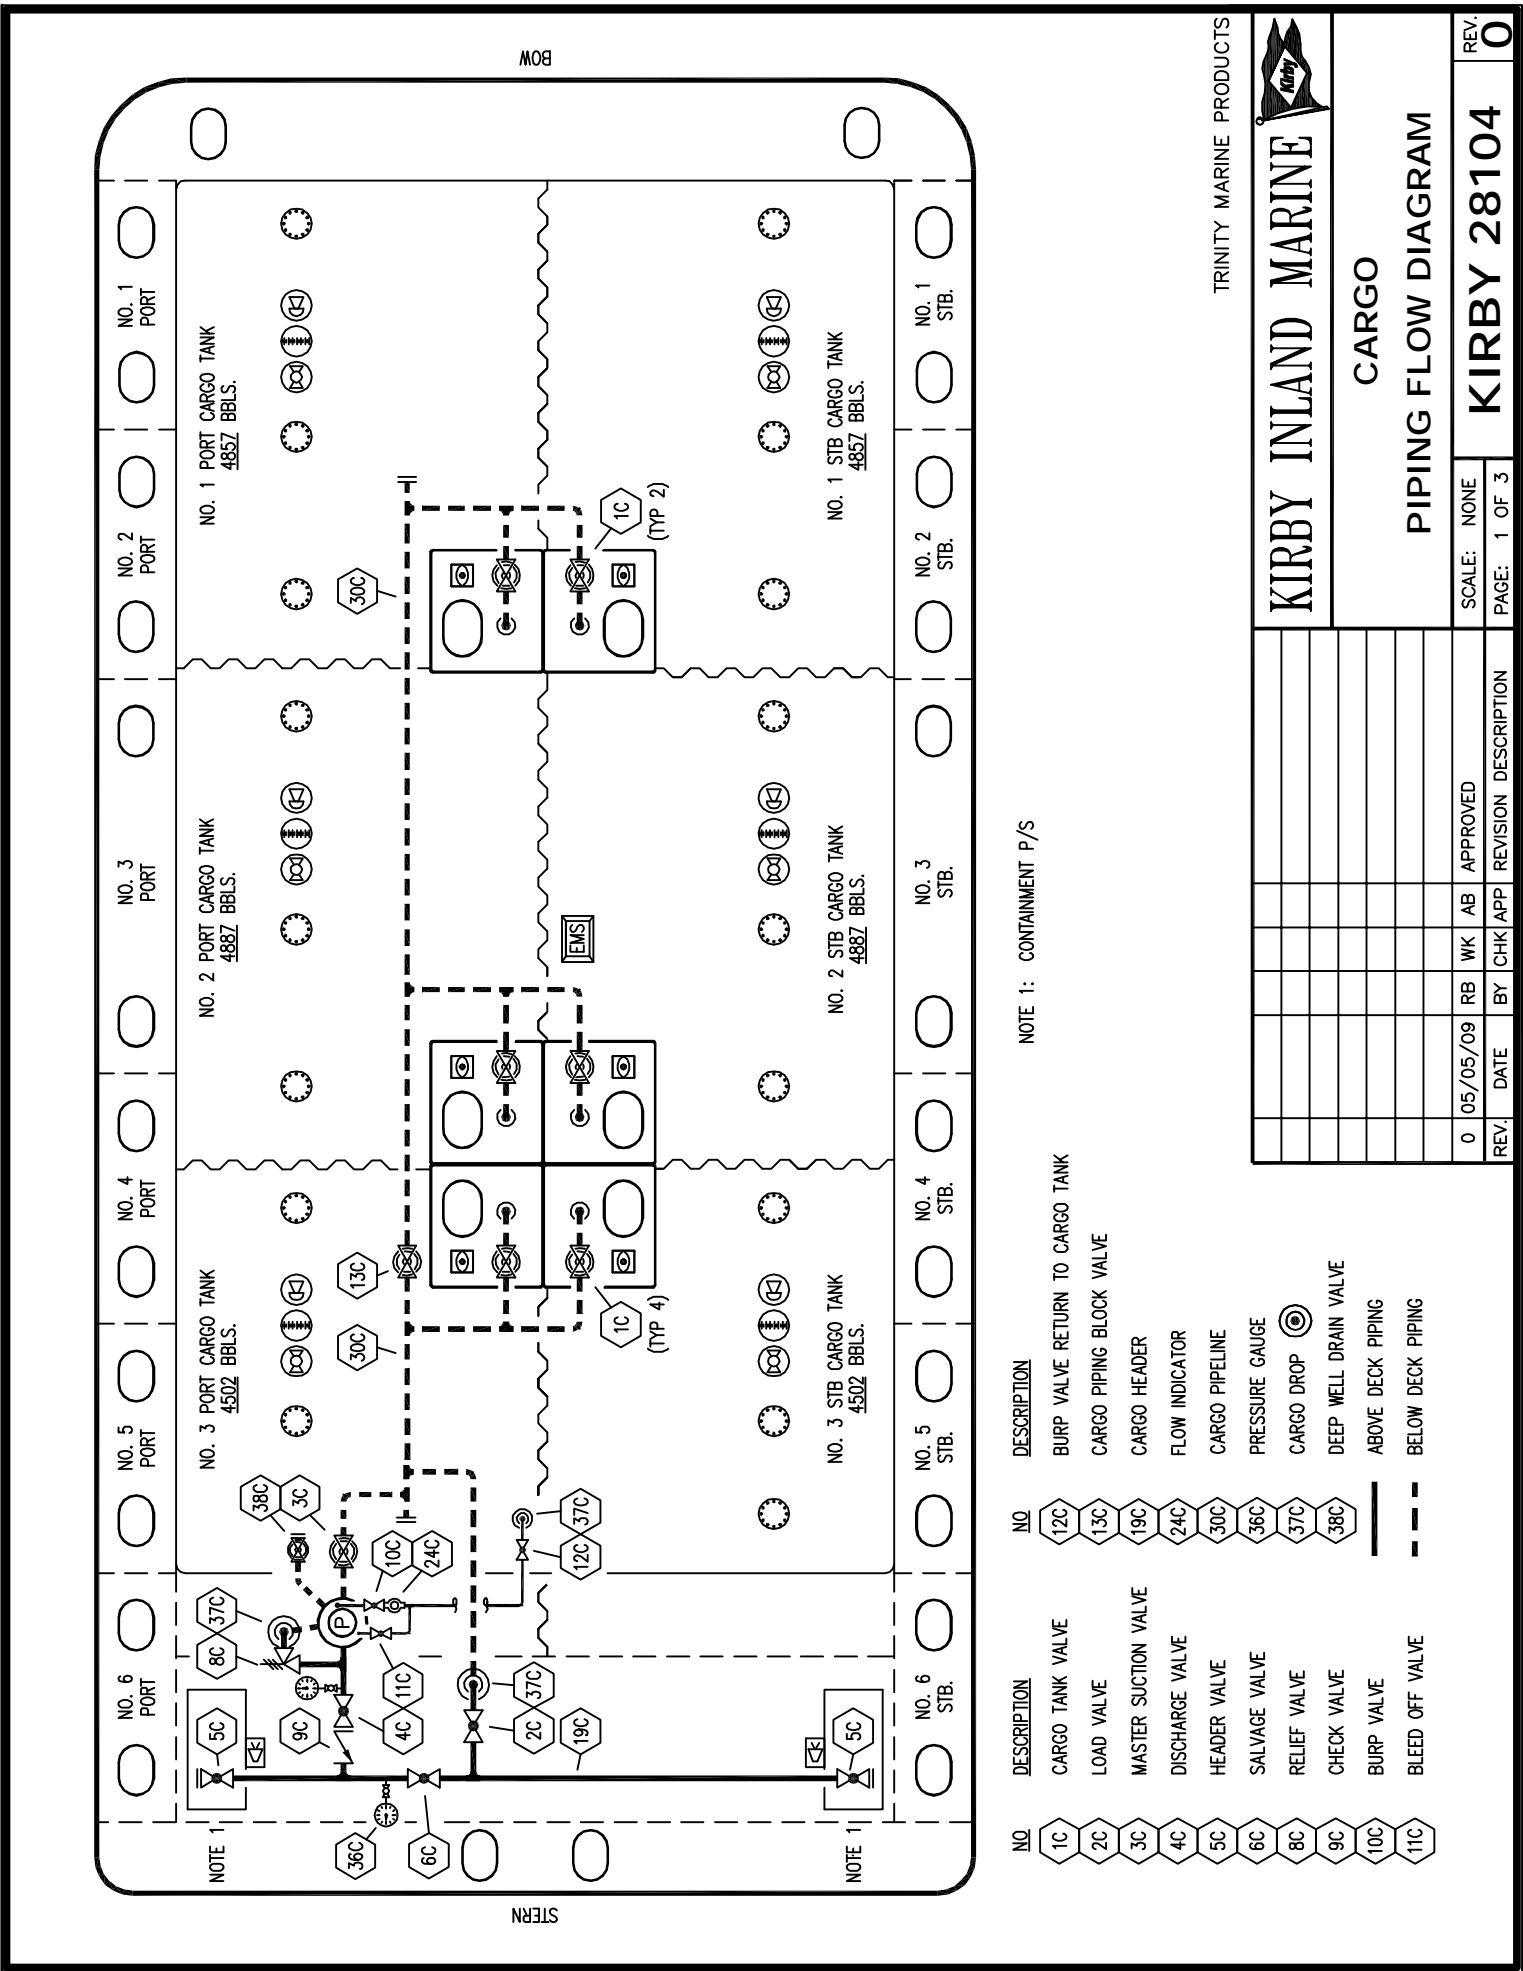 BOW
STERN
NO. 6
PORT
NO. 5
PORT
NO. 4
PORT
NO. 3
PORT
NO. 2
PORT
NO. 1
PORT
NO. 3 PORT CARGO TANK
4502 BBLS.
NO. 2 PORT CARGO TANK
4887 BBLS.
NO. 1 PORT CARGO TANK
4857 BBLS.
NOTE 1
5C
8C
37C
38C
3C
9C
36C
4C
11C
P
10C
24C
30C
13C
30C
6C
2C
37C
12C
37C
19C
1C
(TYP 4)
EMS
1C
(TYP 2)
5C
NOTE 1
NO. 3 STB CARGO TANK
4502 BBLS.
NO. 2 STB CARGO TANK
4887 BBLS.
NO. 1 STB CARGO TANK
4857 BBLS.
NO. 6
STB.
NO. 5
STB.
NO. 4
STB.
NO. 3
STB.
NO. 2
STB.
NO. 1
STB.
NO DESCRIPTION
1C CARGO TANK VALVE
2C LOAD VALVE
3C MASTER SUCTION VALVE
4C DISCHARGE VALVE
5C HEADER VALVE
6C SALVAGE VALVE
8C RELIEF VALVE
9C CHECK VALVE
10C BURP VALVE
11C BLEED OFF VALVE
NO DESCRIPTION
12C BURP VALVE RETURN TO CARGO TANK
13C CARGO PIPING BLOCK VALVE
19C CARGO HEADER
24C FLOW INDICATOR
30C CARGO PIPELINE
36C PRESSURE GAUGE
37C CARGO DROP
38C DEEP WELL DRAIN VALVE
ABOVE DECK PIPING
BELOW DECK PIPING
NOTE 1: CONTAINMENT P/S
TRINITY MARINE PRODUCTS
KIRBY INLAND MARINE
Kirby
CARGO
PIPING FLOW DIAGRAM
0 05/05/09 RB WK AB APPROVED
REV. DATE BY CHK APP REVISION DESCRIPTION
SCALE: NONE
PAGE: 1 OF 3
KIRBY 28104
REV.
0